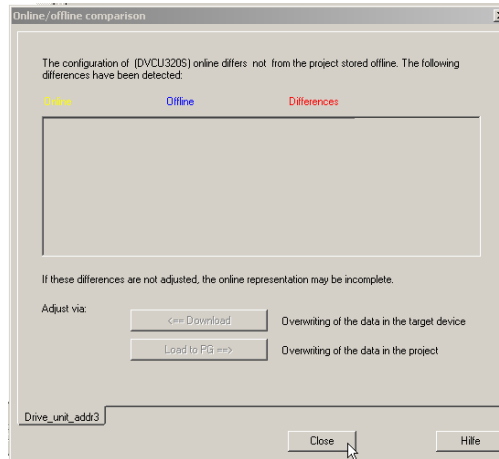 Online/offline comparison
The configuration of (DVCU320S) online differs not from the project stored offline. The following
differences have been detected:
Online Offline Differences
If these differences are not adjusted, the online representation may be incomplete.
Adjust via:
<== Download Overwriting of the data in the target device
Load to PG ==> Overwriting of the data in the project
Drive_unit_addr3
Close Hilfe